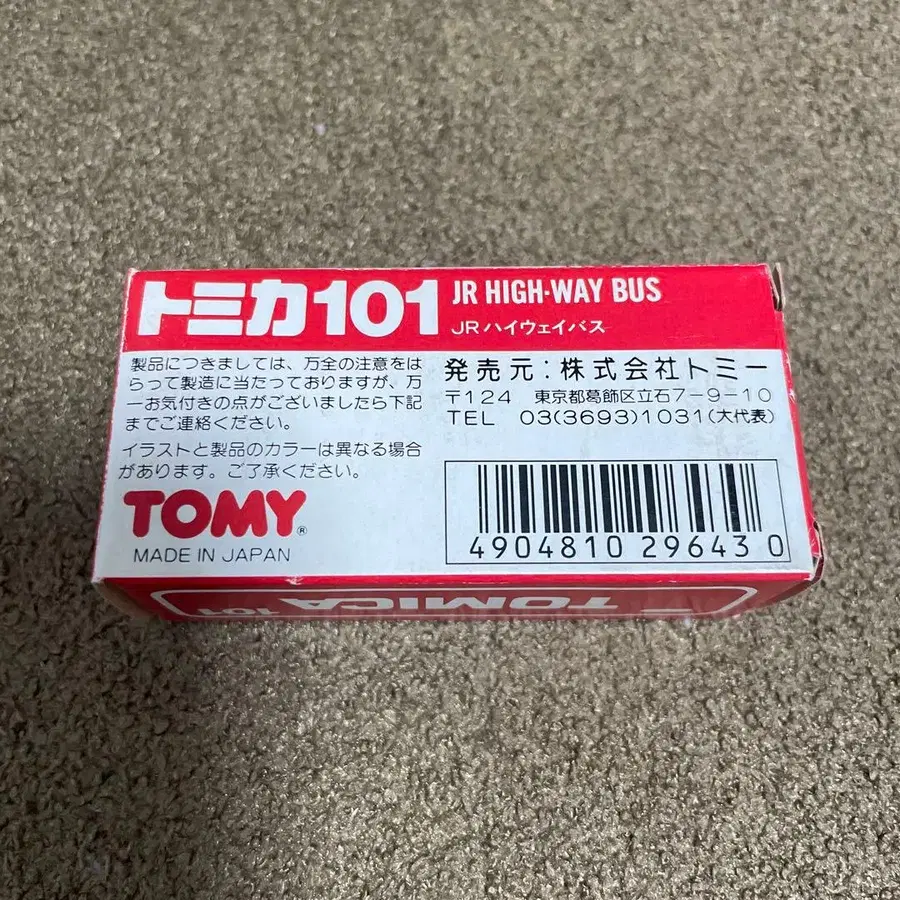 トミカ101 JR HIGH-WAY BUS
JRハイウェイバス
製品につきましては、万全の注意をは
らって製造に当たっておりますが、万
一お気付きの点がございましたら下記
までご連絡ください。
イラストと製品のカラーは異なる場合
があります。ご了承ください。
TOMY®
MADE IN JAPAN
発売元：株式会社トミー
〒124 東京都葛飾区立石7-9-10
TEL 03(3693)1031(大代表)
4904810 296430
TOMICA 101